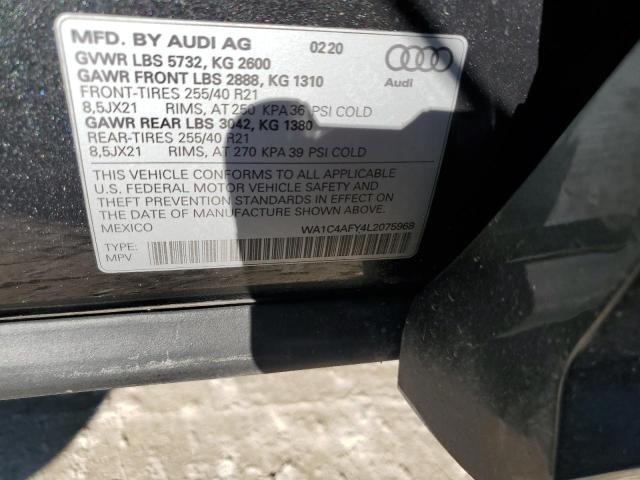 MFD. BY AUDI AG 0220
GVWR LBS 5732, KG 2600
GAWR FRONT LBS 2888, KG 1310
FRONT-TIRES 255/40 R21
8,5JX21 RIMS, AT 250 KPA 36 PSI COLD
GAWR REAR LBS 3042, KG 1380
REAR-TIRES 255/40 R21
8,5JX21 RIMS, AT 270 KPA 39 PSI COLD
Audi
THIS VEHICLE CONFORMS TO ALL APPLICABLE
U.S. FEDERAL MOTOR VEHICLE SAFETY AND
THEFT PREVENTION STANDARDS IN EFFECT ON
THE DATE OF MANUFACTURE SHOWN ABOVE.
MEXICO WA1C4AFY4L2075968
TYPE:
MPV